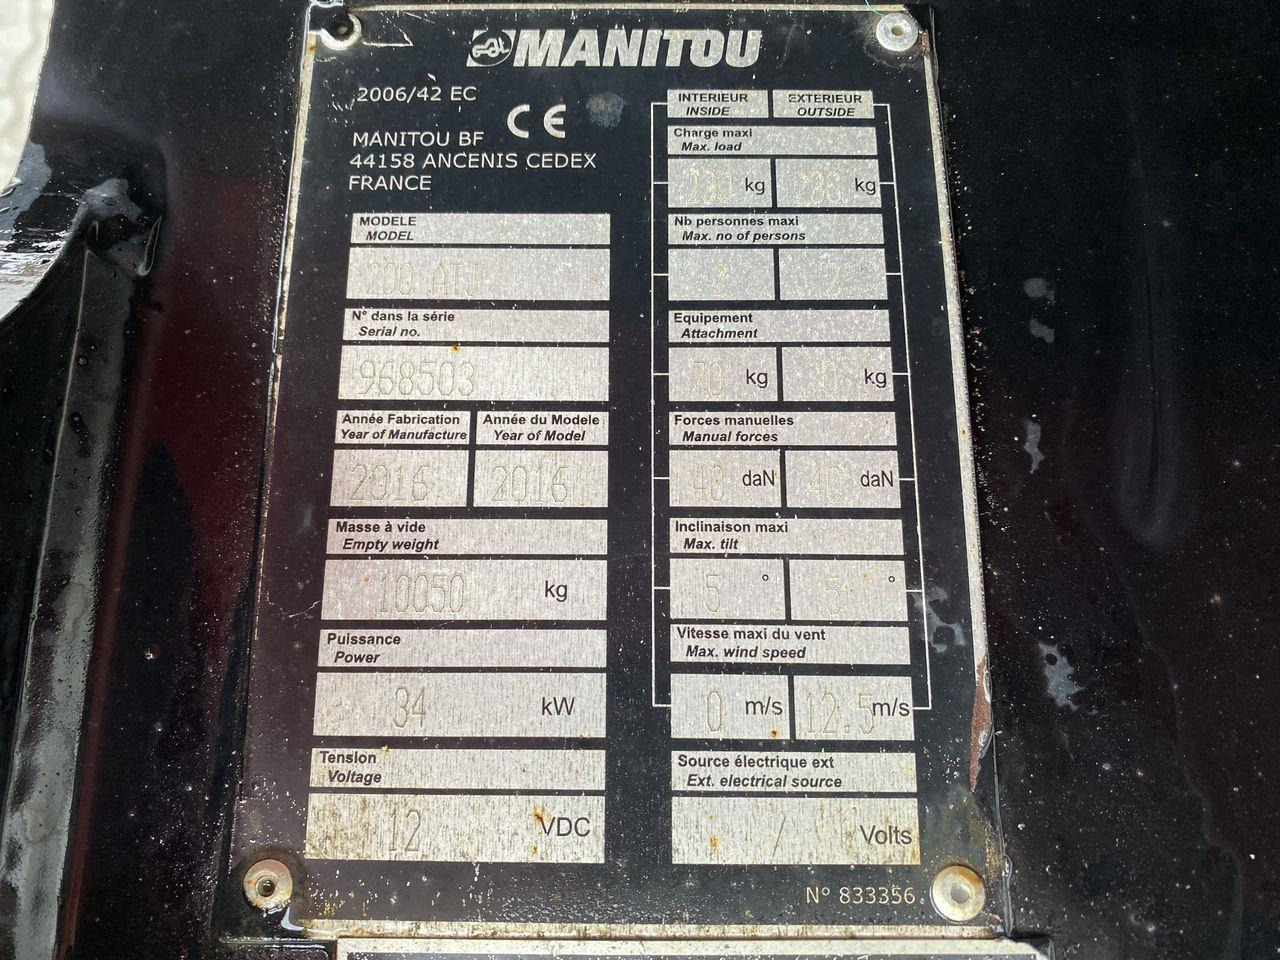 MANITOU
2006/42 EC
CE
MANITOU BF
44158 ANCENIS CEDEX
FRANCE
MODELE
MODEL
200 ATJ
N° dans la série
Serial no.
968503
Année Fabrication Année du Modele
Year of Manufacture Year of Model
2016 2016
Masse à vide
Empty weight
10050 kg
Puissance
Power
34 kW
Tension
Voltage
12 VDC
INTERIEUR EXTERIEUR
INSIDE OUTSIDE
Charge maxi
Max. load
230 kg 230 kg
Nb personnes maxi
Max. no of persons
2 2
Equipement
Attachment
kg kg
Forces manuelles
Manual forces
40 daN 40 daN
Inclinaison maxi
Max. tilt
5 ° 5 °
Vitesse maxi du vent
Max. wind speed
0 m/s 12.5 m/s
Source électrique ext
Ext. electrical source
/ Volts
N° 833356